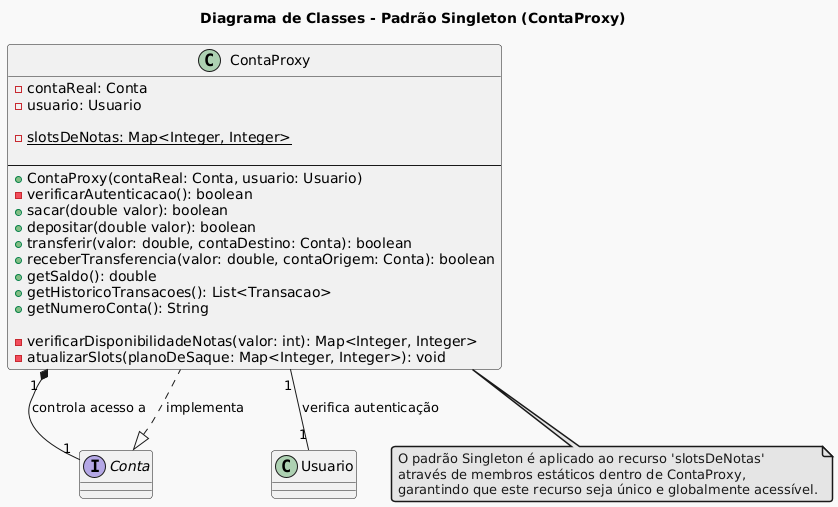 Diagrama de Classes - Padrão Singleton (ContaProxy)
C ContaProxy
contaReal: Conta
usuario: Usuario
slotsDeNotas: Map<Integer, Integer>
ContaProxy(contaReal: Conta, usuario: Usuario)
verificarAutenticacao(): boolean
sacar(double valor): boolean
depositar(double valor): boolean
transferir(valor: double, contaDestino: Conta): boolean
receberTransferencia(valor: double, contaOrigem: Conta): boolean
getSaldo(): double
getHistoricoTransacoes(): List<Transacao>
getNumeroConta(): String
verificarDisponibilidadeNotas(valor: int): Map<Integer, Integer>
atualizarSlots(planoDeSaque: Map<Integer, Integer>): void
1
1
controla acesso a
implementa
verifica autenticação
1
1
I Conta
C Usuario
O padrão Singleton é aplicado ao recurso 'slotsDeNotas'
através de membros estáticos dentro de ContaProxy,
garantindo que este recurso seja único e globalmente acessível.